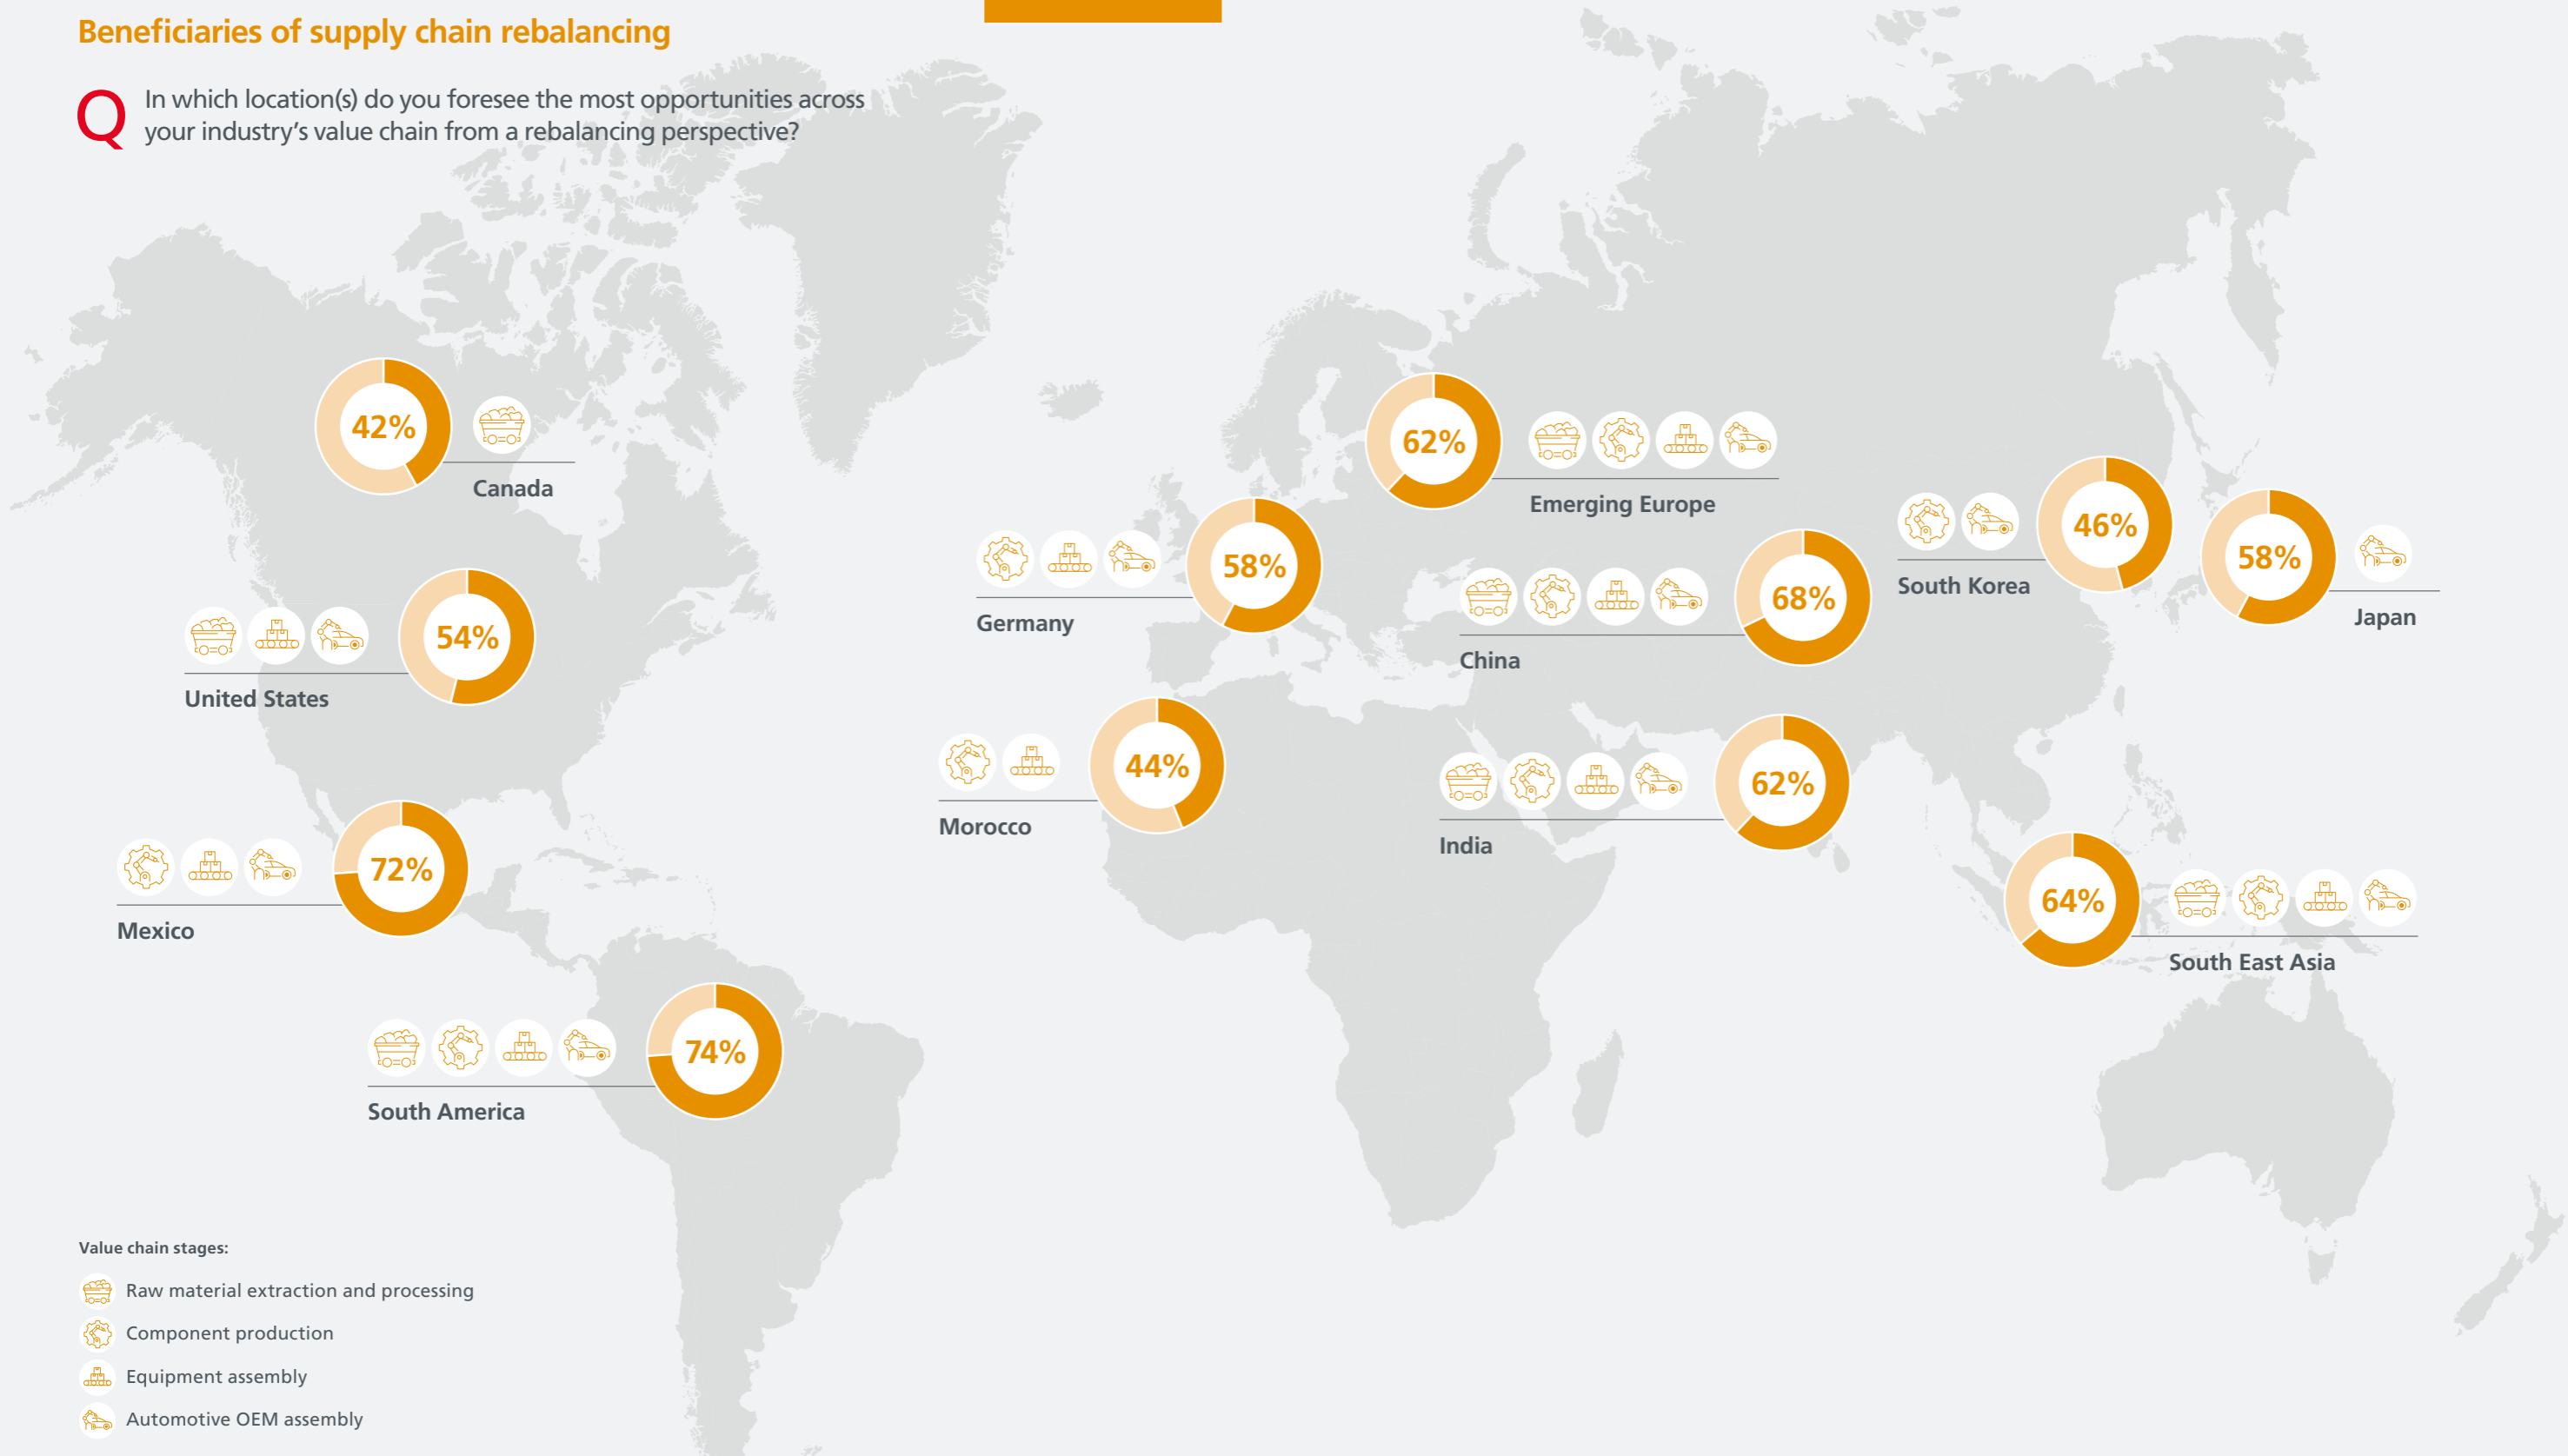 Beneficiaries of supply chain rebalancing
Q
In which location(s) do you foresee the most opportunities across
your industry’s value chain from a rebalancing perspective?
42%
Canada
54%
United States
72%
Mexico
74%
South America
62%
Emerging Europe
58%
Germany
44%
Morocco
68%
China
62%
India
46%
South Korea
58%
Japan
64%
South East Asia
Value chain stages:
Raw material extraction and processing
Component production
Equipment assembly
Automotive OEM assembly